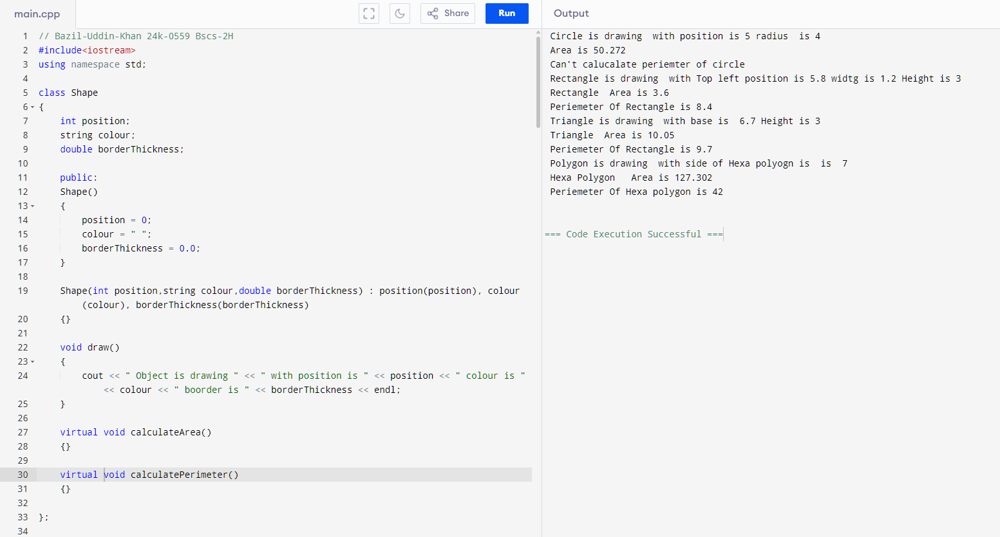 main.cpp
Share
Run
Output
1 // Bazil-Uddin-Khan 24k-0559 Bscs-2H
2 #include<iostream>
3 using namespace std;
4
5 class Shape
6 {
7 int position;
8 string colour;
9 double borderThickness;
10
11 public:
12 Shape()
13 {
14 position = 0;
15 colour = " ";
16 borderThickness = 0.0;
17 }
18
19 Shape(int position,string colour,double borderThickness) : position(position), colour
(colour), borderThickness(borderThickness)
20 {}
21
22 void draw()
23 {
24 cout << " Object is drawing " << " with position is " << position << " colour is "
<< colour << " boorder is " << borderThickness << endl;
25 }
26
27 virtual void calculateArea()
28 {}
29
30 virtual void calculatePerimeter()
31 {}
32
33 };
34
Circle is drawing  with position is 5 radius  is 4
Area is 50.272
Can't calucalate periemter of circle
Rectangle is drawing  with Top left position is 5.8 widtg is 1.2 Height is 3
Rectangle  Area is 3.6
Periemeter Of Rectangle is 8.4
Triangle is drawing  with base is  6.7 Height is 3
Triangle  Area is 10.05
Periemeter Of Rectangle is 9.7
Polygon is drawing  with side of Hexa polyogn is  is  7
Hexa Polygon   Area is 127.302
Periemeter Of Hexa polygon is 42
=== Code Execution Successful ===